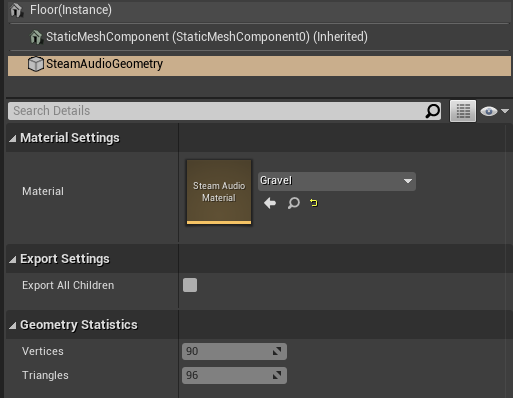 Floor(Instance)
StaticMeshComponent (StaticMeshComponent0) (Inherited)
SteamAudioGeometry
Search Details
Material Settings
Material
Steam Audio
Material
Gravel
Export Settings
Export All Children
Geometry Statistics
Vertices
90
Triangles
96